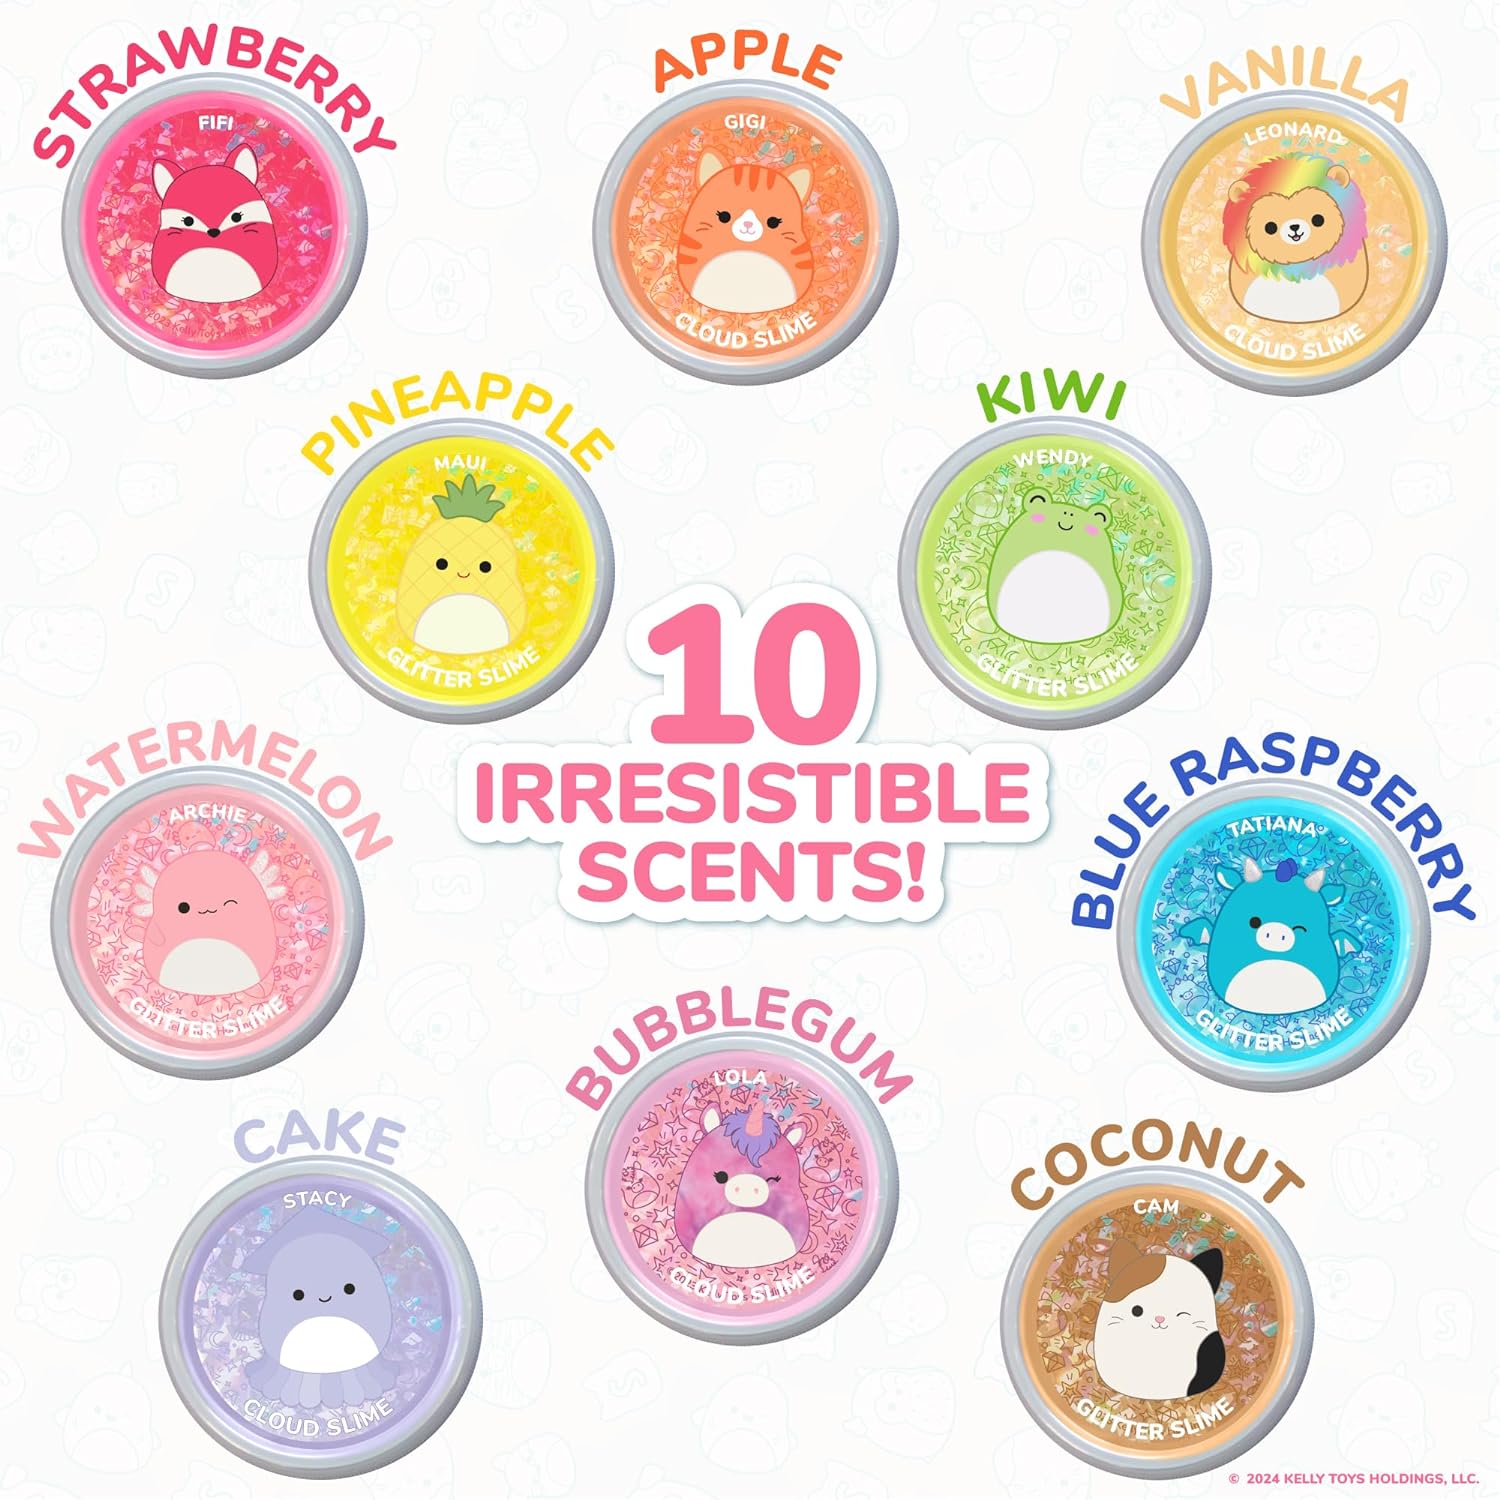 STRAWBERRY
FIFI
APPLE
GIGI
CLOUD SLIME
VANILLA
LEONARD
CLOUD SLIME
PINEAPPLE
MAUI
GLITTER SLIME
KIWI
WENDY
GLITTER SLIME
10
IRRESISTIBLE
SCENTS!
WATERMELON
ARCHIE
GLITTER SLIME
BLUE RASPBERRY
TATIANA
GLITTER SLIME
BUBBLEGUM
LOLA
CLOUD SLIME
CAKE
STACY
CLOUD SLIME
COCONUT
CAM
GLITTER SLIME
© 2024 KELLY TOYS HOLDINGS, LLC.